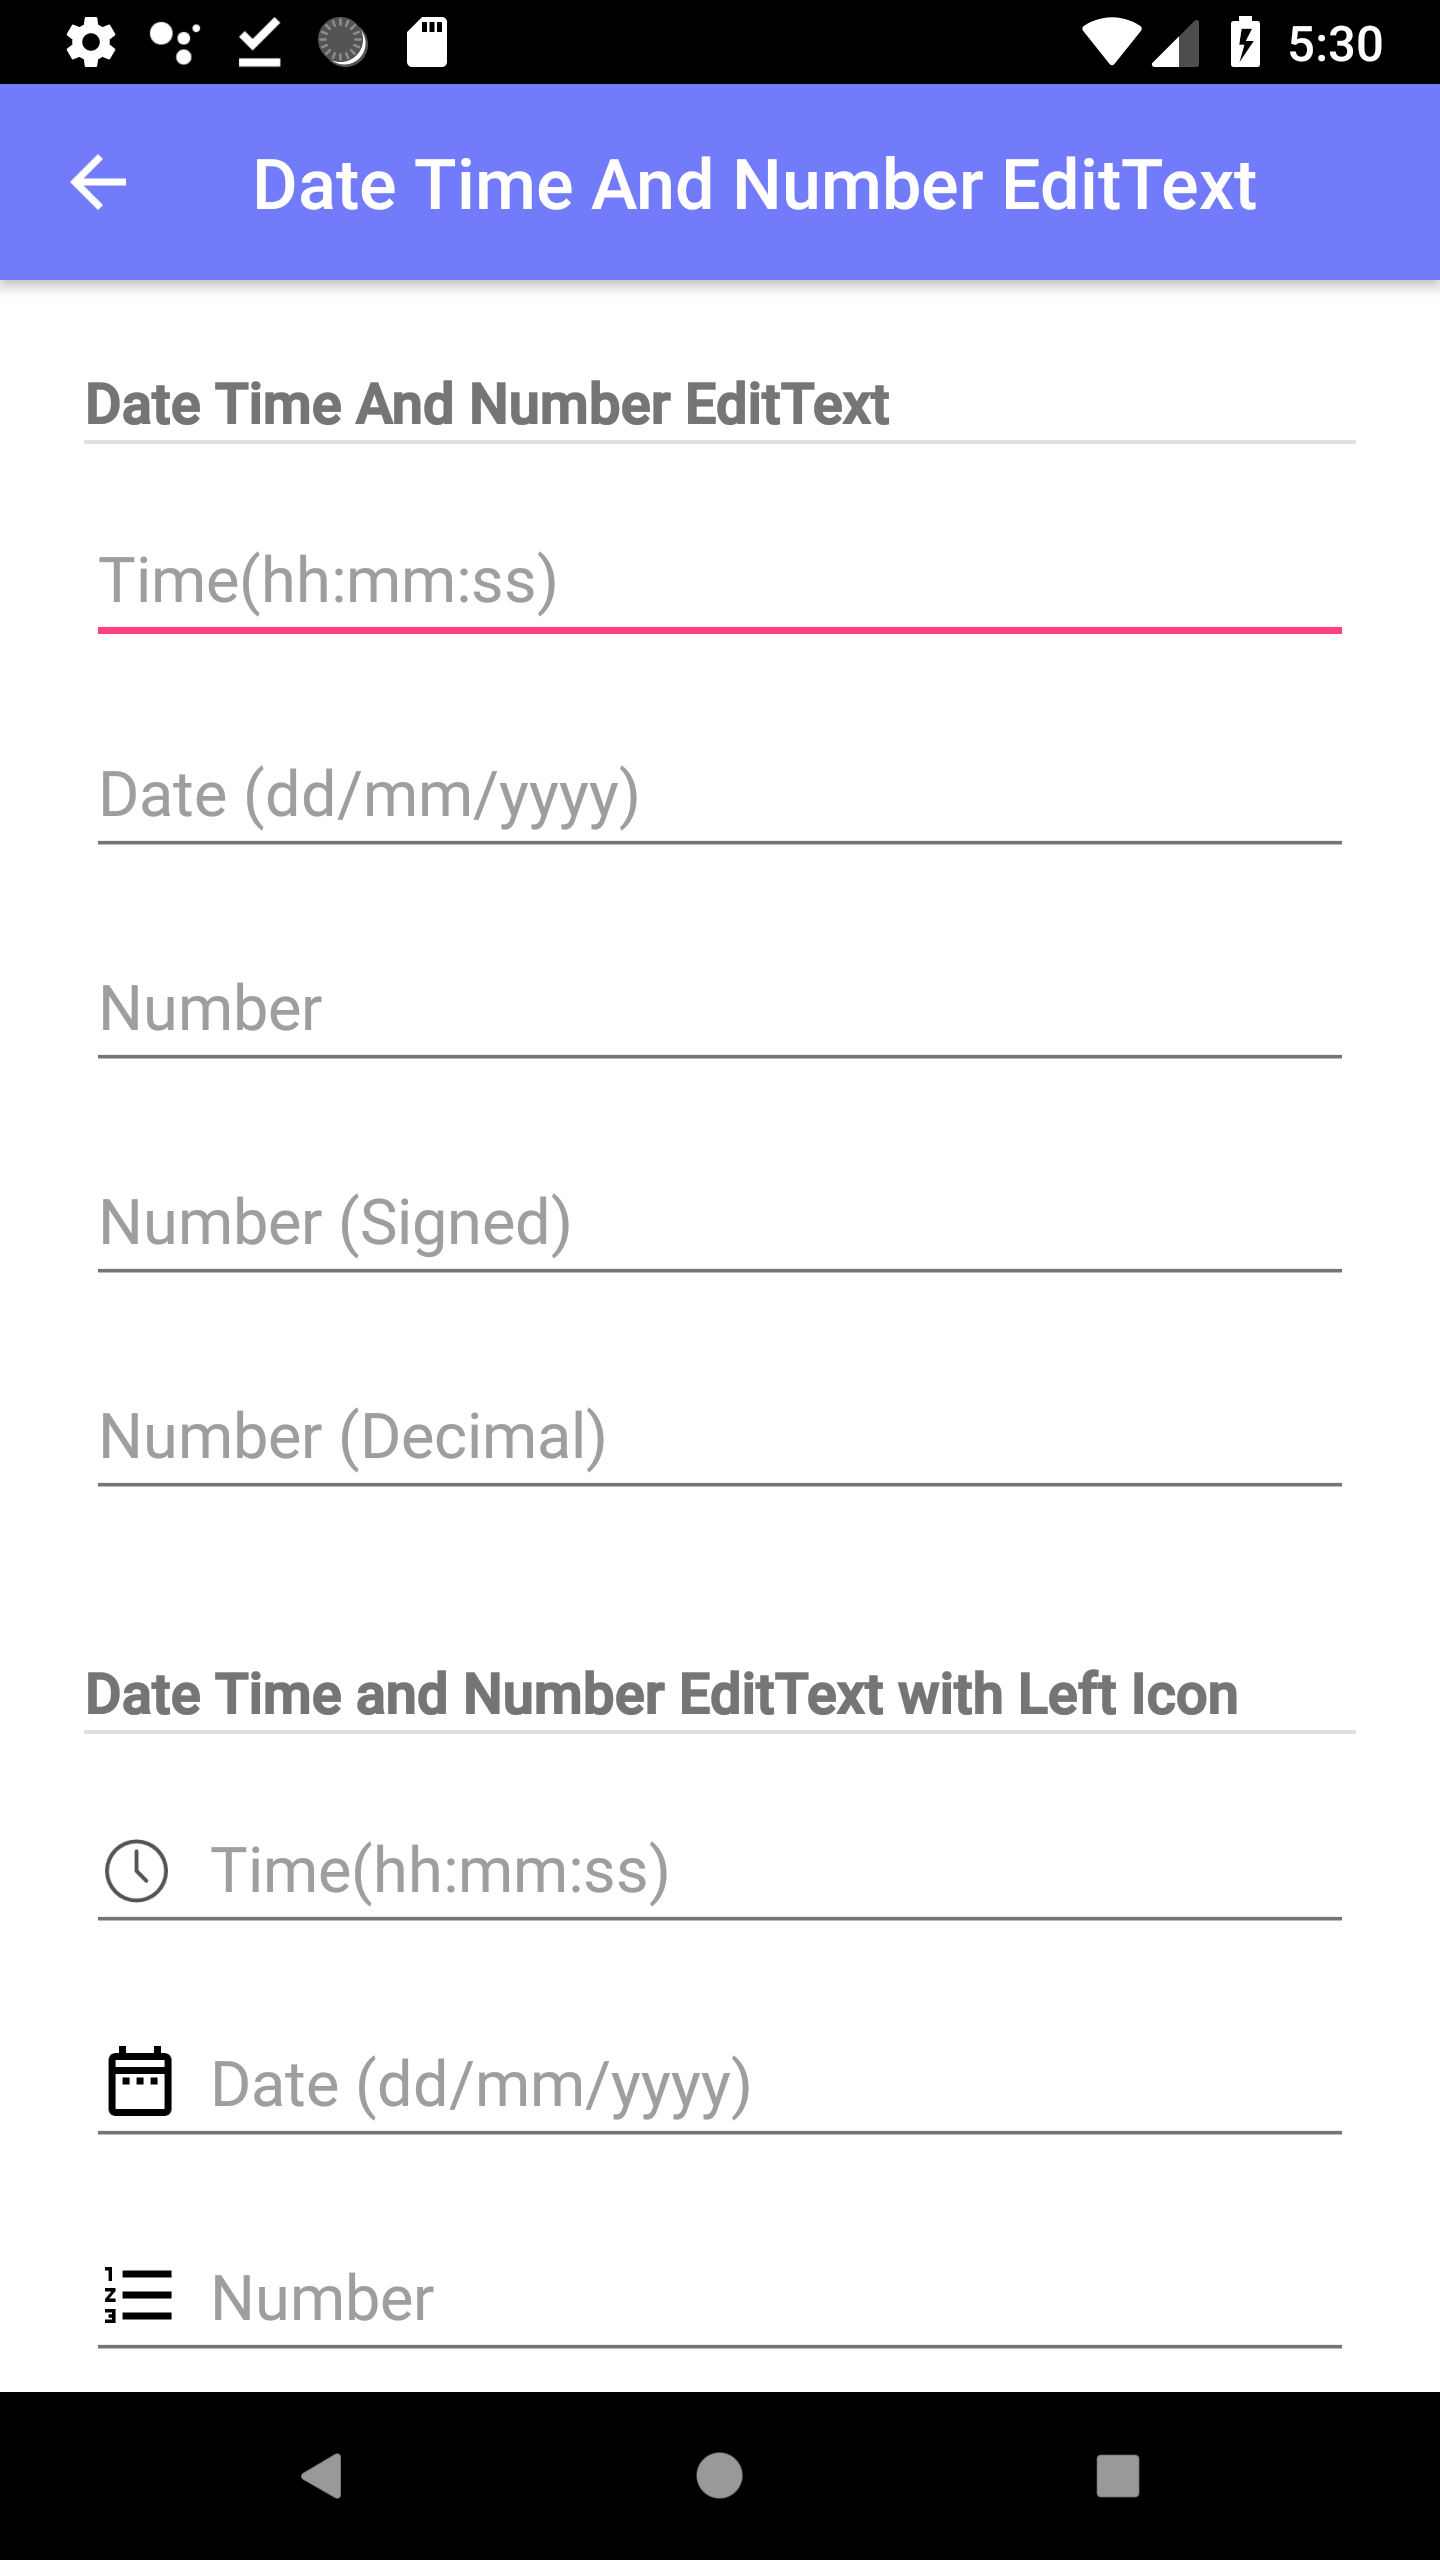 5:30
Date Time And Number EditText
Date Time And Number EditText
Time(hh:mm:ss)
Date (dd/mm/yyyy)
Number
Number (Signed)
Number (Decimal)
Date Time and Number EditText with Left Icon
Time(hh:mm:ss)
Date (dd/mm/yyyy)
Number